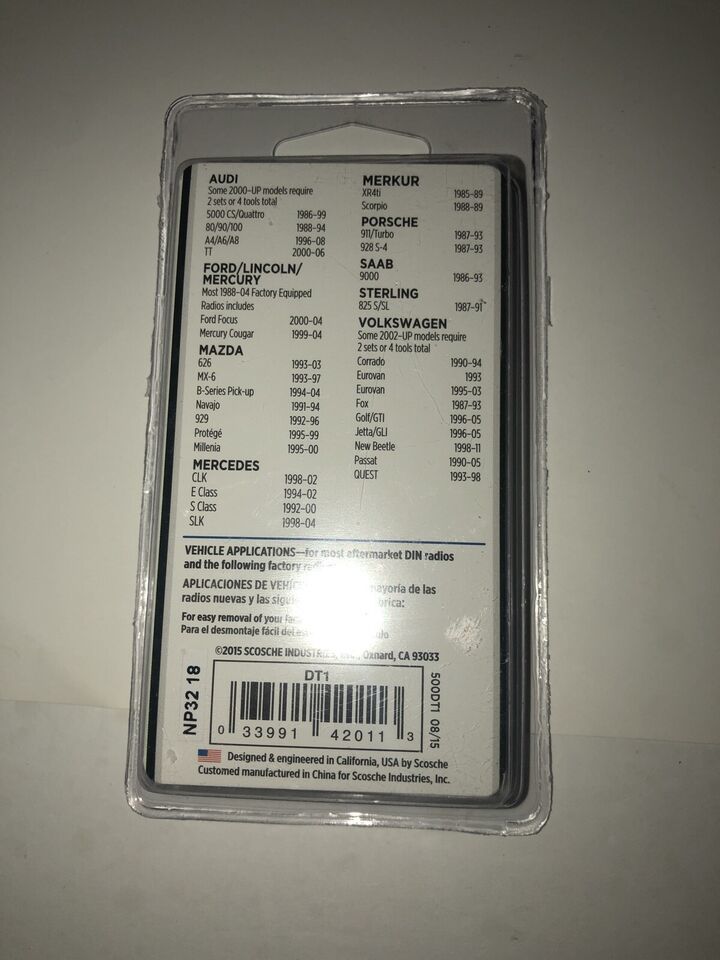 AUDI
Some 2000-UP models require
2 sets or 4 tools total
5000 CS/Quattro 1986-99
80/90/100 1988-94
A4/A6/A8 1996-08
TT 2000-06
FORD/LINCOLN/
MERCURY
Most 1988-04 Factory Equipped
Radios includes
Ford Focus 2000-04
Mercury Cougar 1999-04
MAZDA
626 1993-03
MX-6 1993-97
B-Series Pick-up 1994-04
Navajo 1991-94
929 1992-96
Protégé 1995-99
Millenia 1995-00
MERCEDES
CLK 1998-02
E Class 1994-02
S Class 1992-00
SLK 1998-04
MERKUR
XR4ti 1985-89
Scorpio 1988-89
PORSCHE
911/Turbo 1987-93
928 S-4 1987-93
SAAB
9000 1986-93
STERLING
825 S/SL 1987-91
VOLKSWAGEN
Some 2002-UP models require
2 sets or 4 tools total
Corrado 1990-94
Eurovan 1993
Eurovan 1995-03
Fox 1987-93
Golf/GTI 1996-05
Jetta/GLI 1996-05
New Beetle 1998-11
Passat 1990-05
QUEST 1993-98
VEHICLE APPLICATIONS—for most aftermarket DIN radios
and the following factory
APLICACIONES DE mayoría de las
radios nuevas y las
For easy removal of your
Para el desmontaje fácil
©2015 SCOSCHE Oxnard, CA 93033
DT1
0 33991 42011 3
NP32 18
500DT1 08/15
Designed & engineered in California, USA by Scosche
Customed manufactured in China for Scosche Industries, Inc.